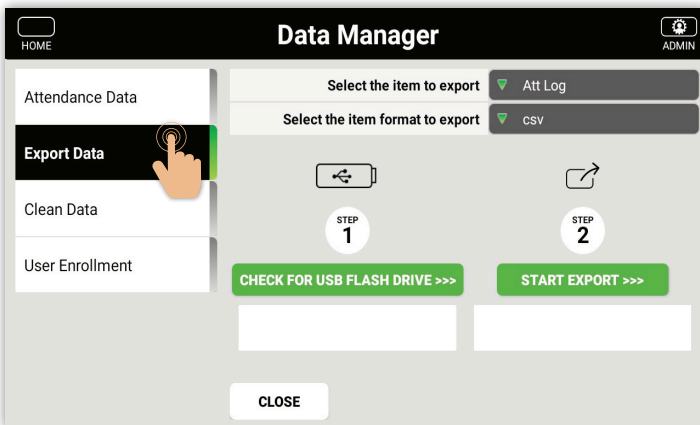 HOME
Data Manager
ADMIN
Attendance Data
Export Data
Clean Data
User Enrollment
Select the item to export
Att Log
Select the item format to export
csv
STEP
1
STEP
2
CHECK FOR USB FLASH DRIVE >>>
START EXPORT >>>
CLOSE